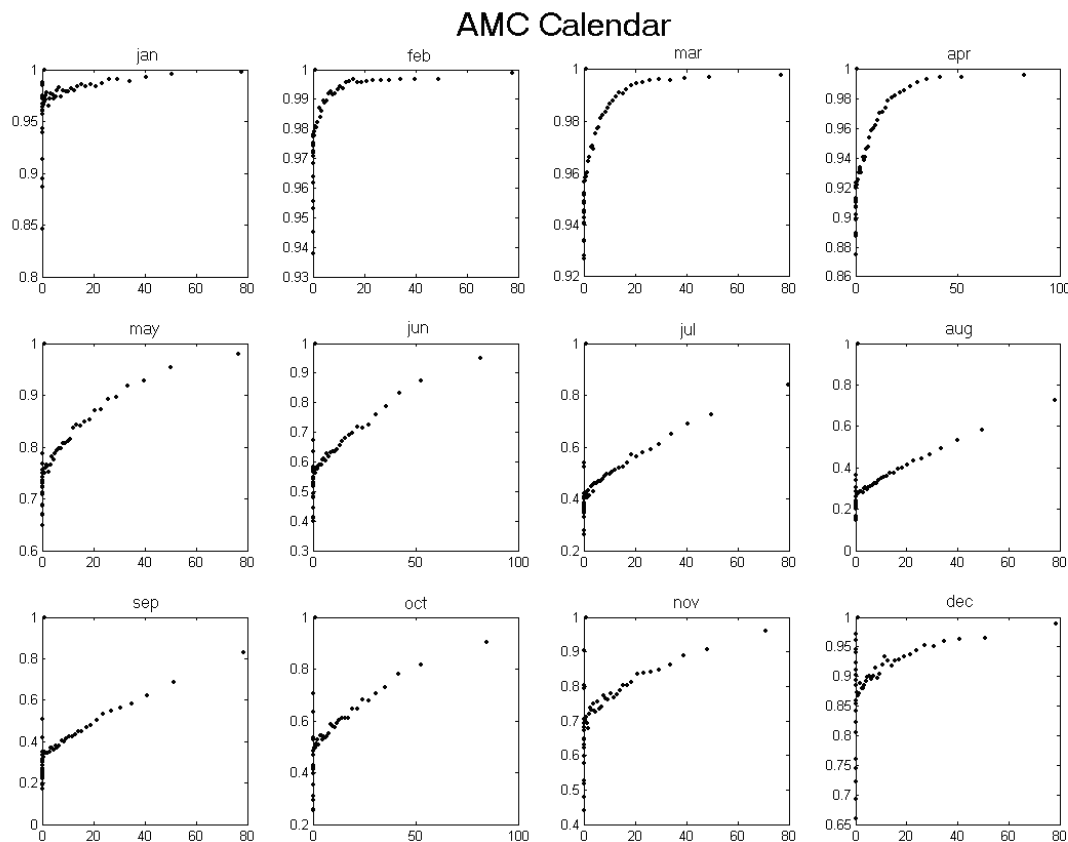 AMC Calendar
jan feb mar apr
1 1 1 1
0.99 0.98
0.95 0.98 0.98 0.96
0.97 0.94
0.9 0.96 0.96 0.92
0.95 0.94 0.9
0.85 0.94 0.88
0.8 0.93 0.92 0.86
0 20 40 60 80 0 20 40 60 80 0 20 40 60 80 0 50 100
may jun jul aug
1 1 1 1
0.9 0.9 0.8 0.8
0.8 0.8 0.6 0.6
0.7
0.7 0.6 0.4 0.4
0.5 0.2
0.4
0.6 0.3 0.2 0
0 20 40 60 80 0 50 100 0 20 40 60 80 0 20 40 60 80
sep oct nov dec
1 1 1 1
0.9 0.95
0.8 0.8 0.8 0.9
0.6 0.6 0.7 0.85
0.8
0.4 0.4 0.6 0.75
0.2 0.5 0.7
0 0.2 0.4 0.65
0 20 40 60 80 0 50 100 0 20 40 60 80 0 20 40 60 80